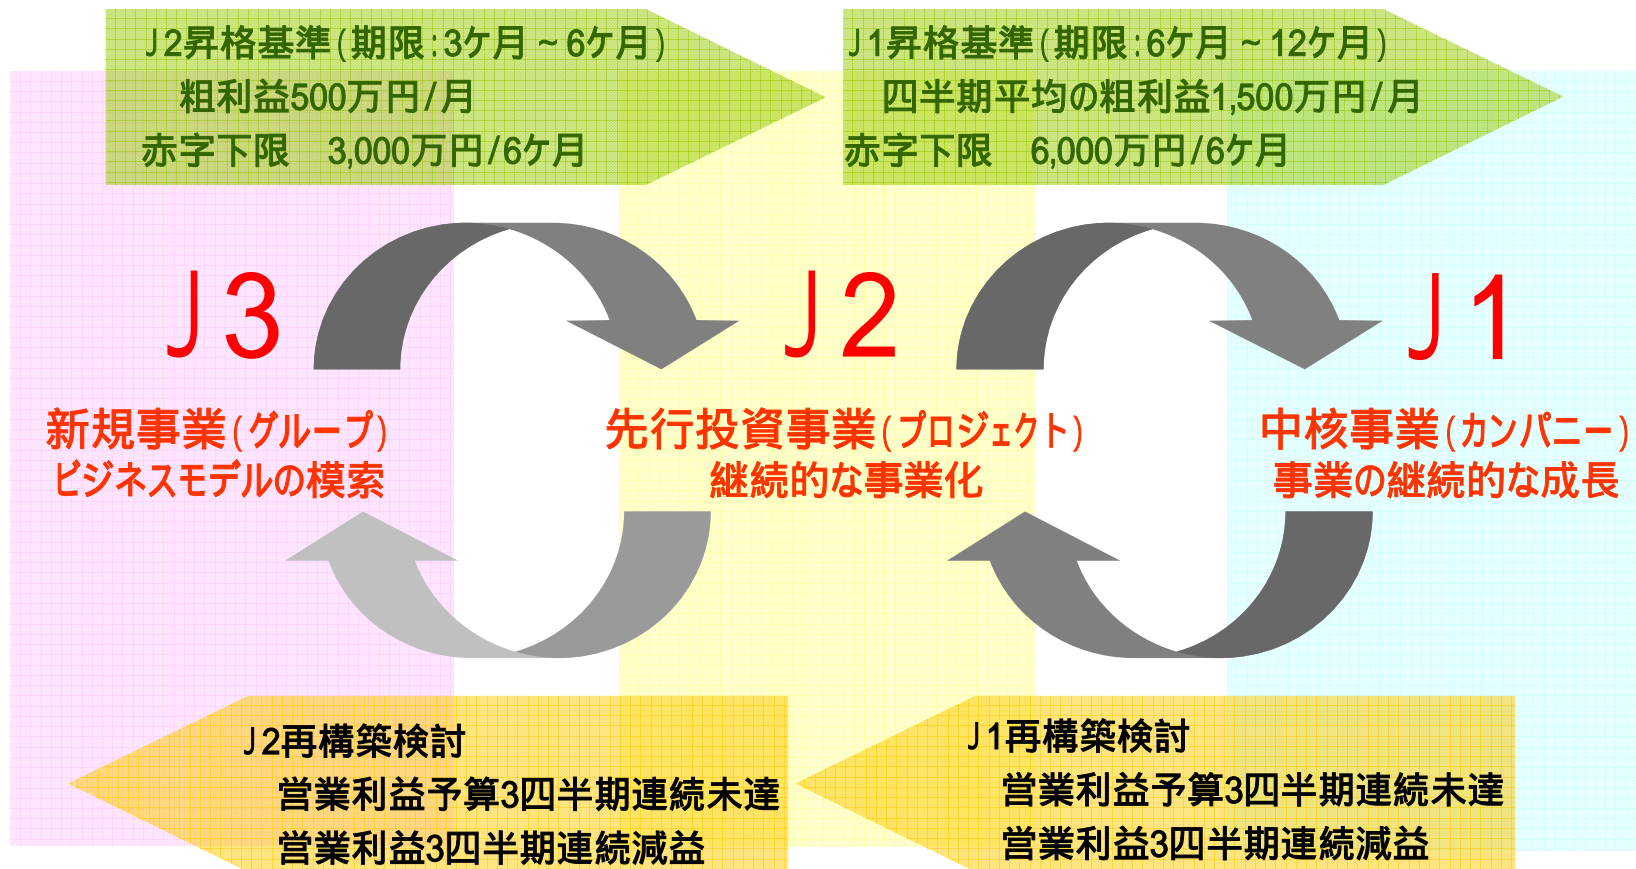 J2昇格基準(期限:3ケ月~6ケ月)
粗利益500万円/月
赤字下限 3,000万円/6ケ月
J1昇格基準(期限:6ケ月~12ケ月)
四半期平均の粗利益1,500万円/月
赤字下限 6,000万円/6ケ月
J3
新規事業(グループ)
ビジネスモデルの模索
J2
先行投資事業(プロジェクト)
継続的な事業化
J1
中核事業(カンパニー)
事業の継続的な成長
J2再構築検討
営業利益予算3四半期連続未達
営業利益3四半期連続減益
J1再構築検討
営業利益予算3四半期連続未達
営業利益3四半期連続減益